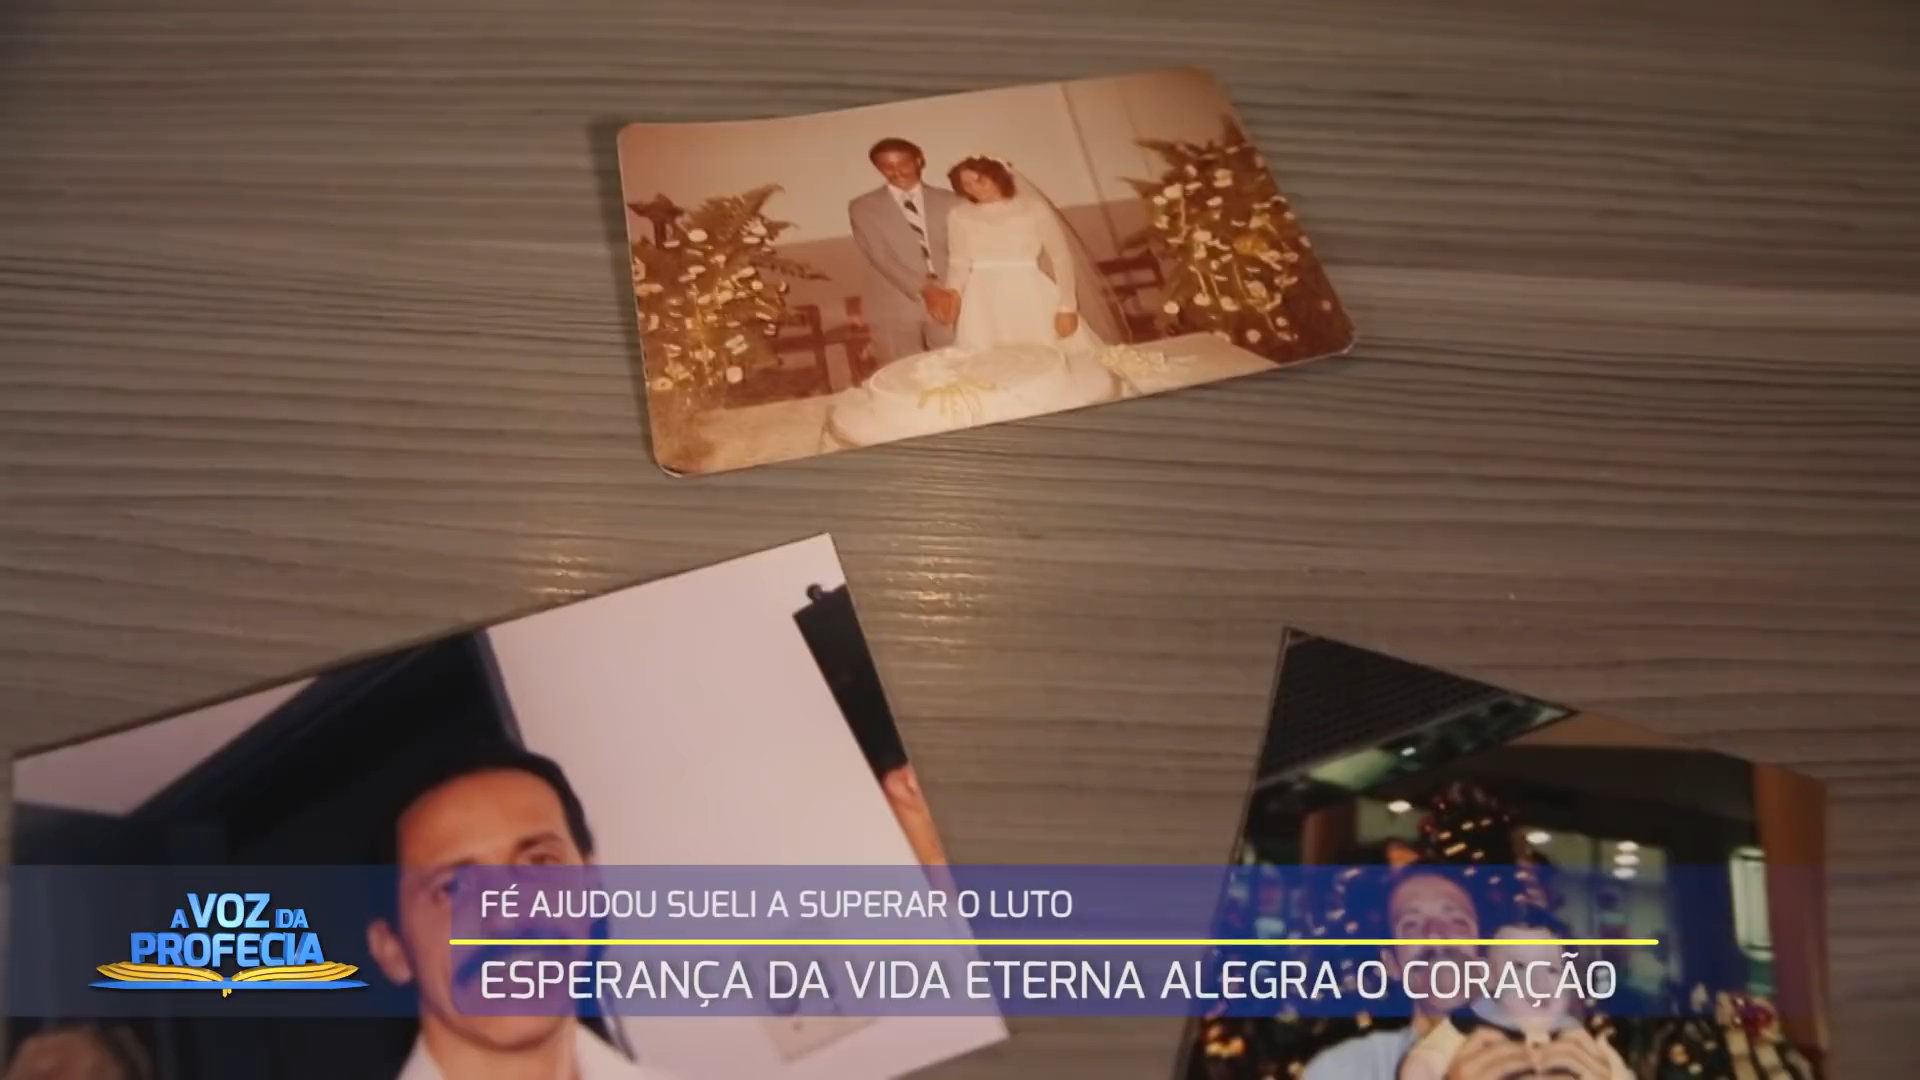 A VOZ DA
PROFECIA
FÉ AJUDOU SUELI A SUPERAR O LUTO
ESPERANÇA DA VIDA ETERNA ALEGRA O CORAÇÃO